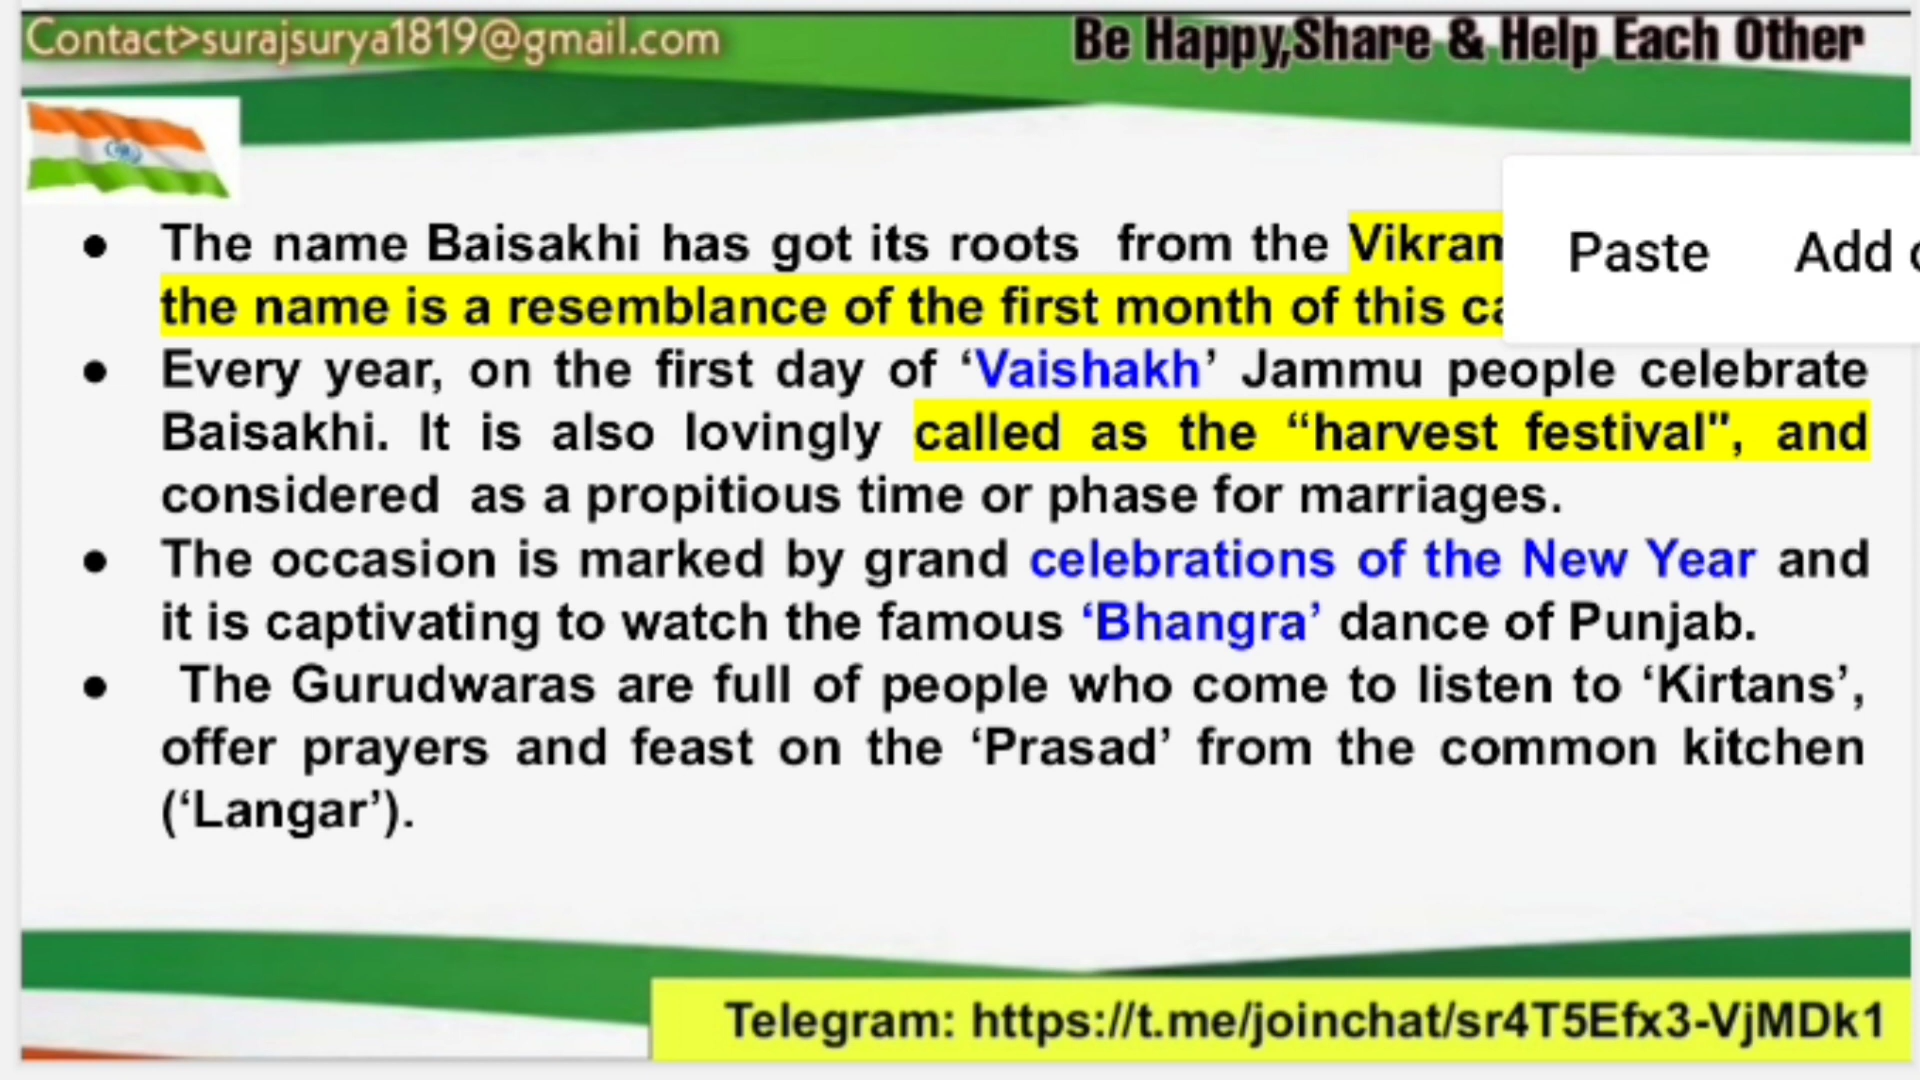 Contact>surajsurya1819@gmail.com
Be Happy,Share & Help Each Other
Paste Add
● The name Baisakhi has got its roots from the
the name is a resemblance of the first month of this
● Every year, on the first day of ‘Vaishakh’ Jammu people celebrate
Baisakhi. It is also lovingly called as the “harvest festival", and
considered as a propitious time or phase for marriages.
● The occasion is marked by grand celebrations of the New Year and
it is captivating to watch the famous ‘Bhangra’ dance of Punjab.
● The Gurudwaras are full of people who come to listen to ‘Kirtans’,
offer prayers and feast on the ‘Prasad’ from the common kitchen
(‘Langar’).
Telegram: https://t.me/joinchat/sr4T5Efx3-VjMDk1